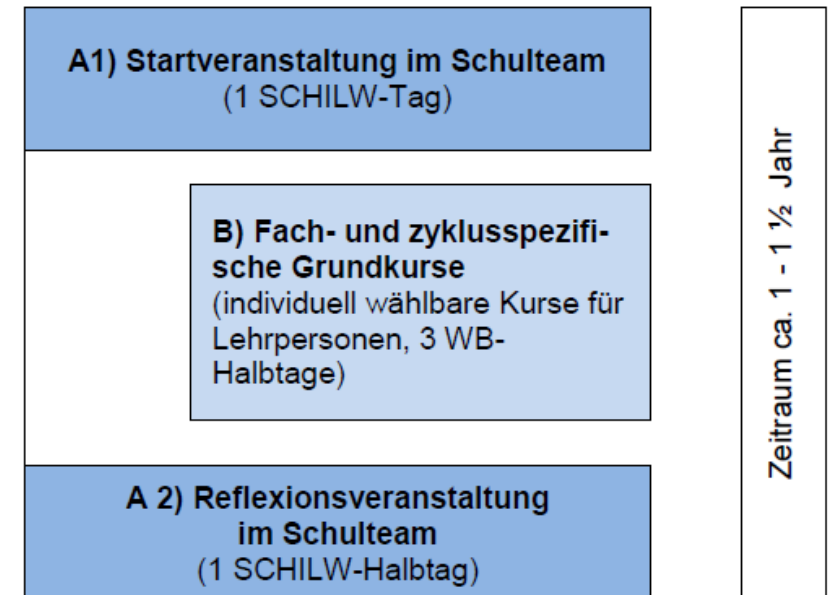 A1) Startveranstaltung im Schulteam
(1 SCHILW-Tag)
B) Fach- und zyklusspezifi-
sche Grundkurse
(individuell wählbare Kurse für
Lehrpersonen, 3 WB-
Halbtage)
A 2) Reflexionsveranstaltung
im Schulteam
(1 SCHILW-Halbtag)
Zeitraum ca. 1 - 1 ½ Jahr